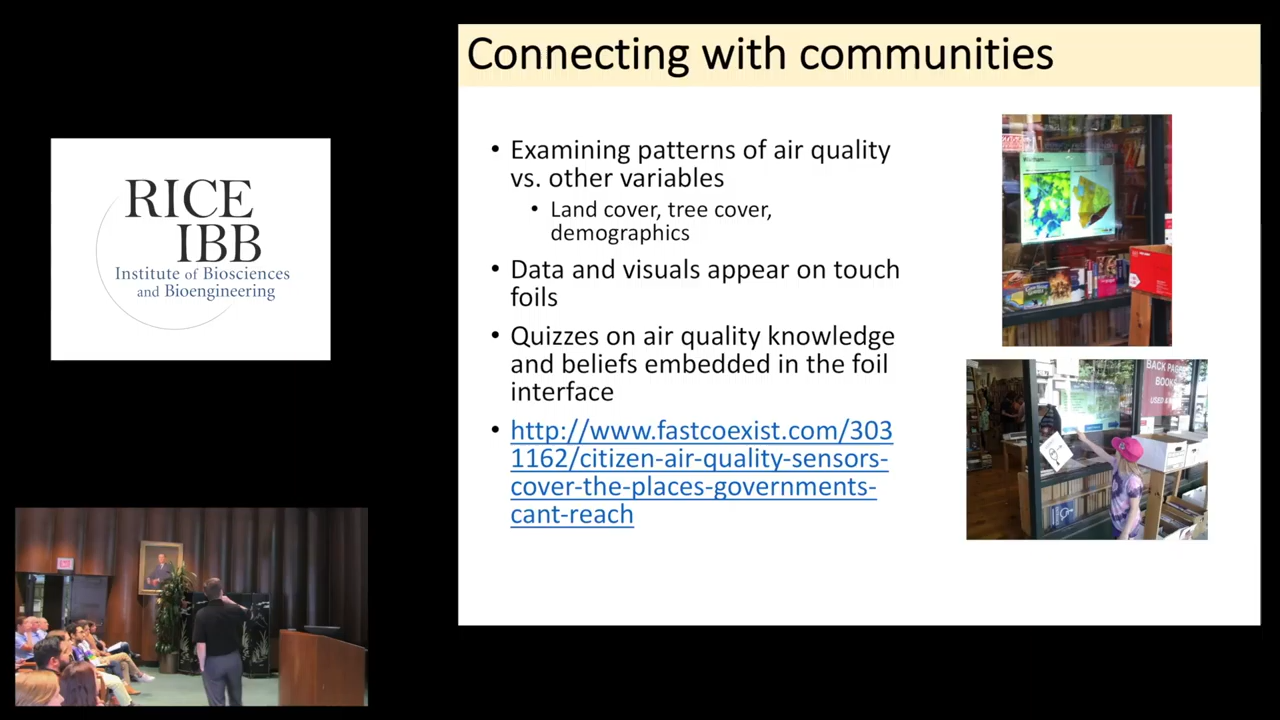 Connecting with communities
RICE
IBB
Institute of Biosciences
and Bioengineering
• Examining patterns of air quality
vs. other variables
• Land cover, tree cover,
demographics
• Data and visuals appear on touch
foils
• Quizzes on air quality knowledge
and beliefs embedded in the foil
interface
• http://www.fastcoexist.com/303
1162/citizen-air-quality-sensors-
cover-the-places-governments-
cant-reach
BOOKS